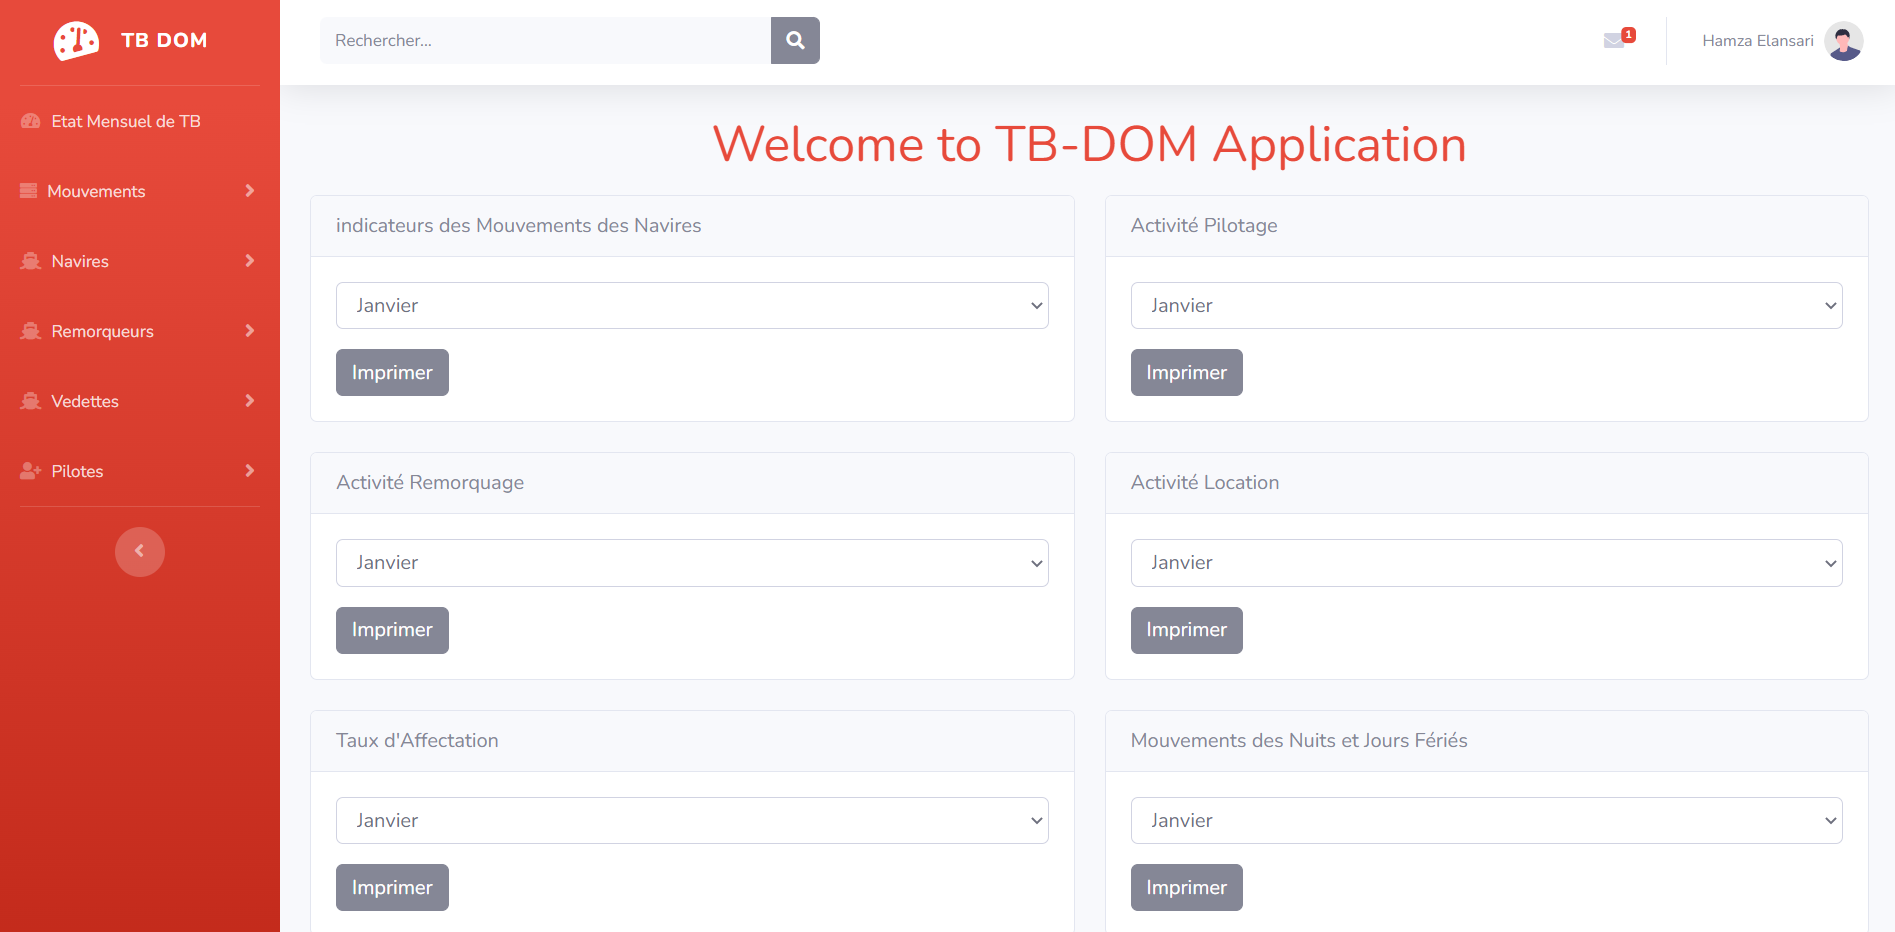 TB DOM
Etat Mensuel de TB
Mouvements
Navires
Remorqueurs
Vedettes
Pilotes
Rechercher...
1
Hamza Elansari
Welcome to TB-DOM Application
indicateurs des Mouvements des Navires
Janvier
Imprimer
Activité Pilotage
Janvier
Imprimer
Activité Remorquage
Janvier
Imprimer
Activité Location
Janvier
Imprimer
Taux d'Affectation
Janvier
Imprimer
Mouvements des Nuits et Jours Fériés
Janvier
Imprimer